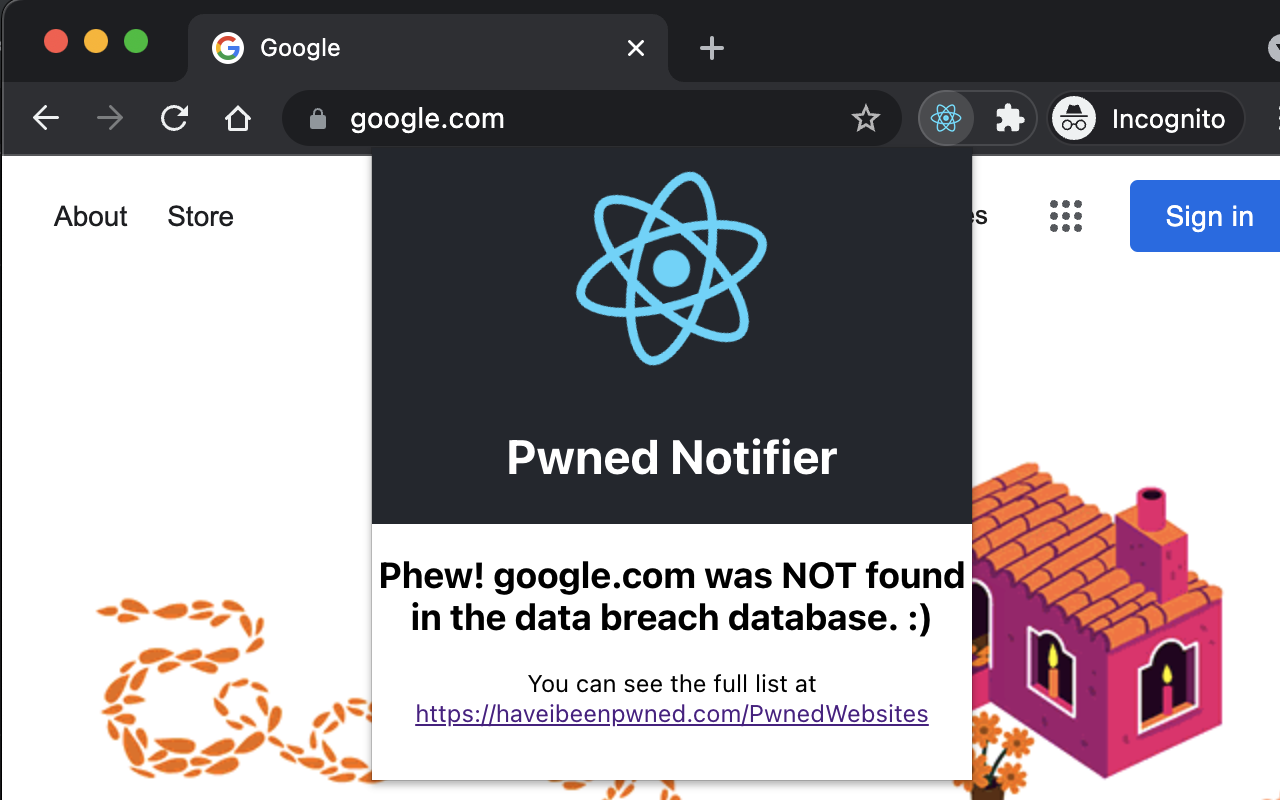 Google
google.com
Incognito
About Store
Sign in
Pwned Notifier
Phew! google.com was NOT found
in the data breach database. :)
You can see the full list at
https://haveibeenpwned.com/PwnedWebsites